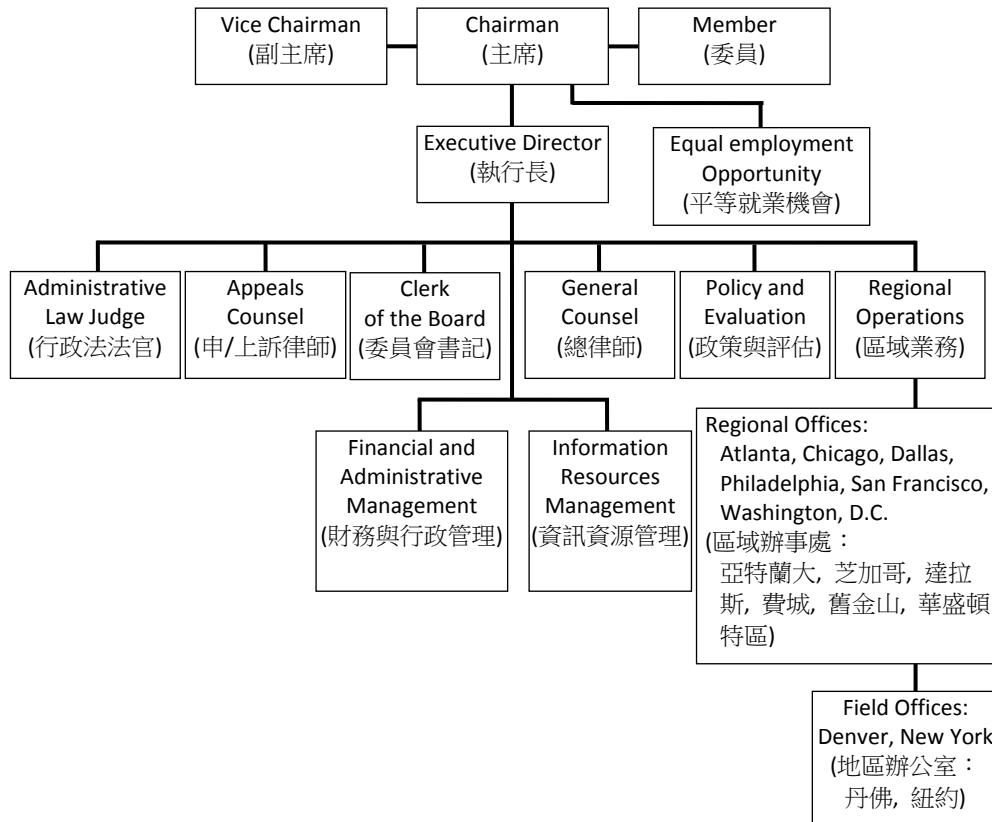 Vice Chairman
(副主席)
Chairman
(主席)
Member
(委員)
Executive Director
(執行長)
Equal employment
Opportunity
(平等就業機會)
Administrative
Law Judge
(行政法法官)
Appeals
Counsel
(申/上訴律師)
Clerk
of the Board
(委員會書記)
General
Counsel
(總律師)
Policy and
Evaluation
(政策與評估)
Regional
Operations
(區域業務)
Financial and
Administrative
Management
(財務與行政管理)
Information
Resources
Management
(資訊資源管理)
Regional Offices:
Atlanta, Chicago, Dallas,
Philadelphia, San Francisco,
Washington, D.C.
(區域辦事處：
亞特蘭大, 芝加哥, 達拉
斯, 費城, 舊金山, 華盛頓
特區)
Field Offices:
Denver, New York
(地區辦公室：
丹佛, 紐約)